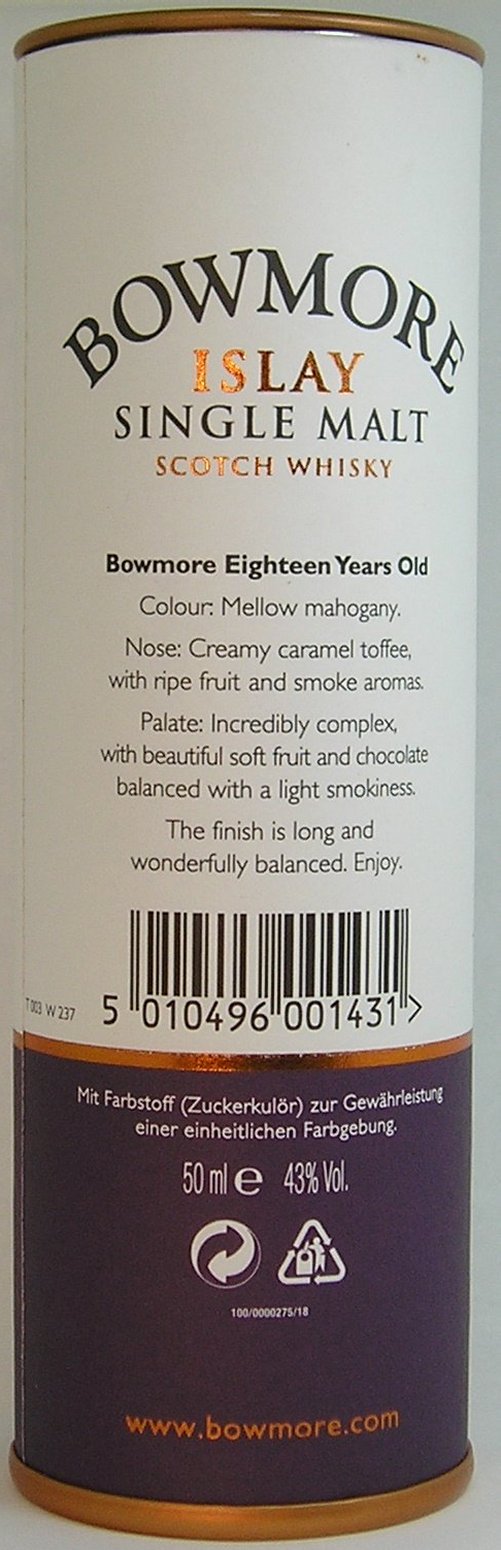 BOWMORE
ISLAY
SINGLE MALT
SCOTCH WHISKY
Bowmore Eighteen Years Old
Colour: Mellow mahogany.
Nose: Creamy caramel toffee,
with ripe fruit and smoke aromas.
Palate: Incredibly complex,
with beautiful soft fruit and chocolate
balanced with a light smokiness.
The finish is long and
wonderfully balanced. Enjoy.
T003 W237
5 010496 001431 >
Mit Farbstoff (Zuckerkulör) zur Gewährleistung
einer einheitlichen Farbgebung.
50 ml e 43% Vol.
100/0000275/18
www.bowmore.com